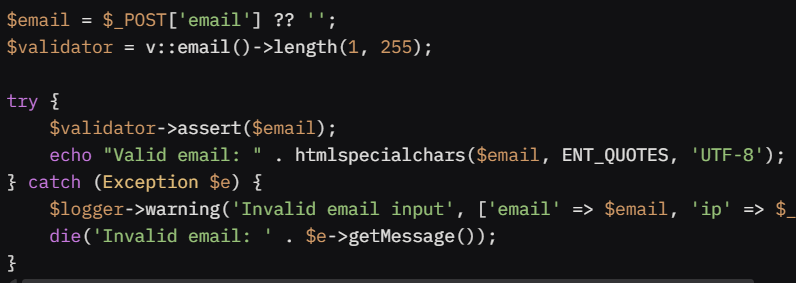 $email = $_POST['email'] ?? '';
$validator = v::email()->length(1, 255);
try {
$validator->assert($email);
echo "Valid email: " . htmlspecialchars($email, ENT_QUOTES, 'UTF-8');
} catch (Exception $e) {
$logger->warning('Invalid email input', ['email' => $email, 'ip' => $_
die('Invalid email: ' . $e->getMessage());
}